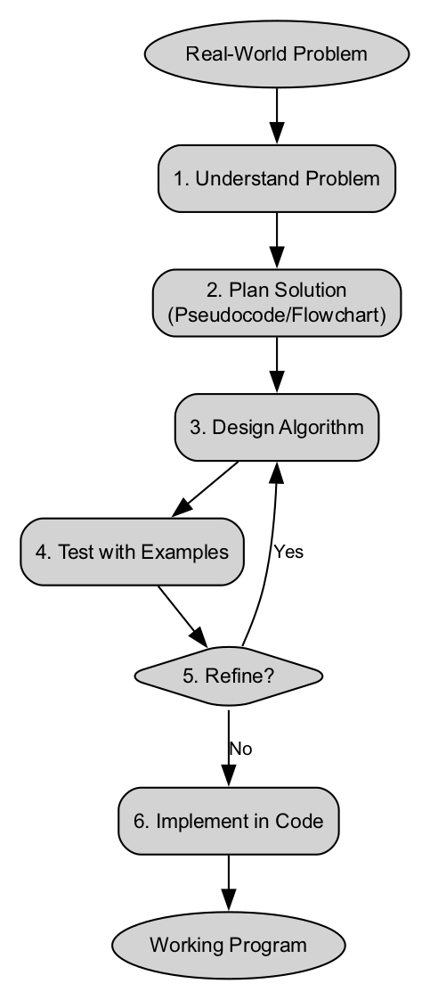 Real-World Problem
1. Understand Problem
2. Plan Solution
(Pseudocode/Flowchart)
3. Design Algorithm
4. Test with Examples
Yes
5. Refine?
No
6. Implement in Code
Working Program